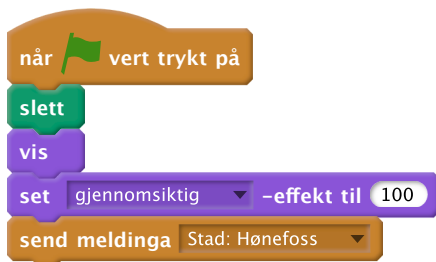 når vert trykt på
slett
vis
set gjennomsiktig -effekt til 100
send meldinga Stad: Hønefoss